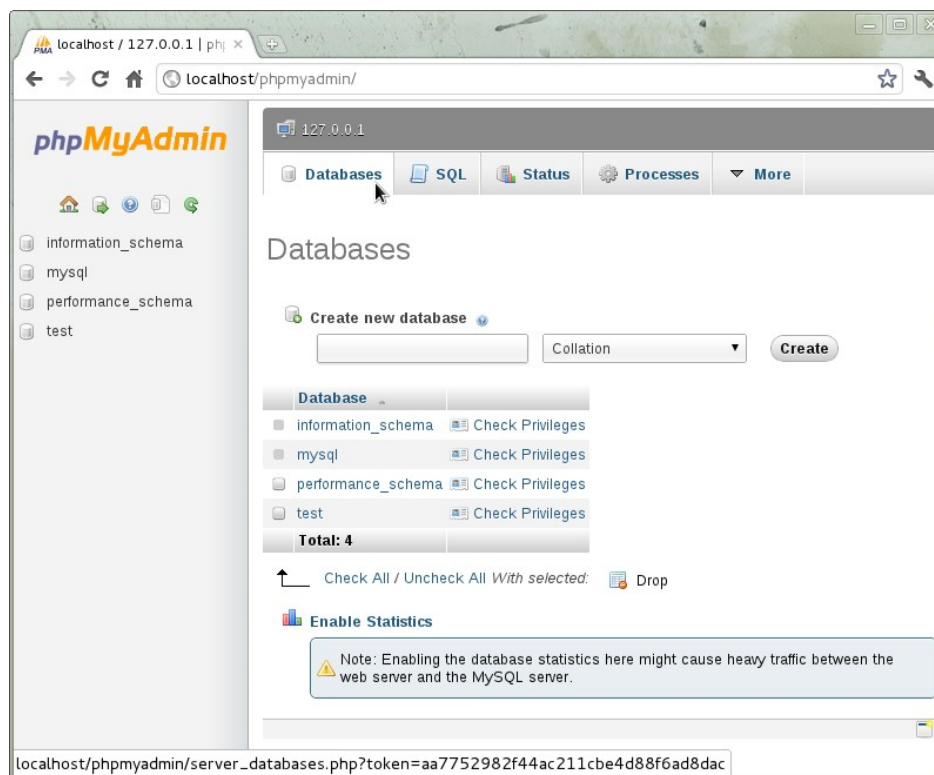 localhost / 127.0.0.1 | ph
localhost/phpmyadmin/
phpMyAdmin
information_schema
mysql
performance_schema
test
127.0.0.1
Databases SQL Status Processes More
Databases
Create new database
Collation Create
Database
information_schema Check Privileges
mysql Check Privileges
performance_schema Check Privileges
test Check Privileges
Total: 4
Check All / Uncheck All With selected: Drop
Enable Statistics
Note: Enabling the database statistics here might cause heavy traffic between the
web server and the MySQL server.
localhost/phpmyadmin/server_databases.php?token=aa7752982f44ac211cbe4d88f6ad8dac